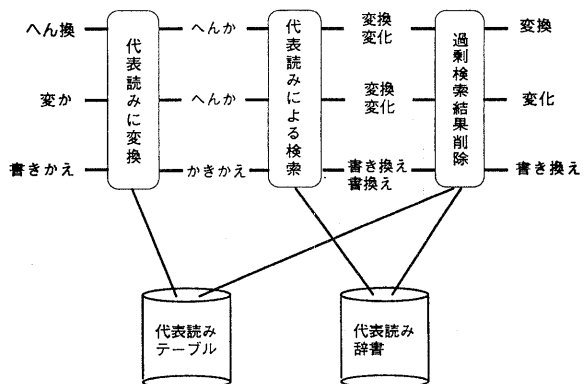 へん換
変か
書きかえ
代表読みに変換
へんか
へんか
かきかえ
代表読みによる検索
変換
変化
変換
変化
書き換え
書換え
過剰検索結果削除
変換
変化
書き換え
代表読み
テーブル
代表読み
辞書